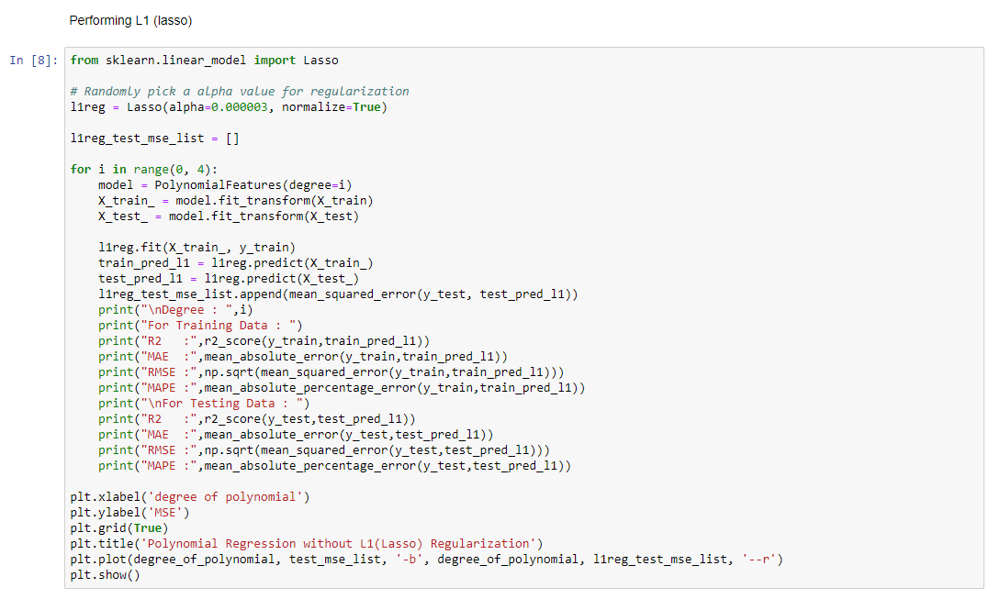 Performing L1 (lasso)
In [8]: from sklearn.linear_model import Lasso
# Randomly pick a alpha value for regularization
l1reg = Lasso(alpha=0.000003, normalize=True)
l1reg_test_mse_list = []
for i in range(0, 4):
    model = PolynomialFeatures(degree=i)
    X_train_ = model.fit_transform(X_train)
    X_test_ = model.fit_transform(X_test)
    l1reg.fit(X_train_, y_train)
    train_pred_l1 = l1reg.predict(X_train_)
    test_pred_l1 = l1reg.predict(X_test_)
    l1reg_test_mse_list.append(mean_squared_error(y_test, test_pred_l1))
    print("\nDegree : ",i)
    print("For Training Data : ")
    print("R2   :",r2_score(y_train,train_pred_l1))
    print("MAE  :",mean_absolute_error(y_train,train_pred_l1))
    print("RMSE :",np.sqrt(mean_squared_error(y_train,train_pred_l1)))
    print("MAPE :",mean_absolute_percentage_error(y_train,train_pred_l1))
    print("\nFor Testing Data : ")
    print("R2   :",r2_score(y_test,test_pred_l1))
    print("MAE  :",mean_absolute_error(y_test,test_pred_l1))
    print("RMSE :",np.sqrt(mean_squared_error(y_test,test_pred_l1)))
    print("MAPE :",mean_absolute_percentage_error(y_test,test_pred_l1))
plt.xlabel('degree of polynomial')
plt.ylabel('MSE')
plt.grid(True)
plt.title('Polynomial Regression without L1(Lasso) Regularization')
plt.plot(degree_of_polynomial, test_mse_list, '-b', degree_of_polynomial, l1reg_test_mse_list, '--r')
plt.show()